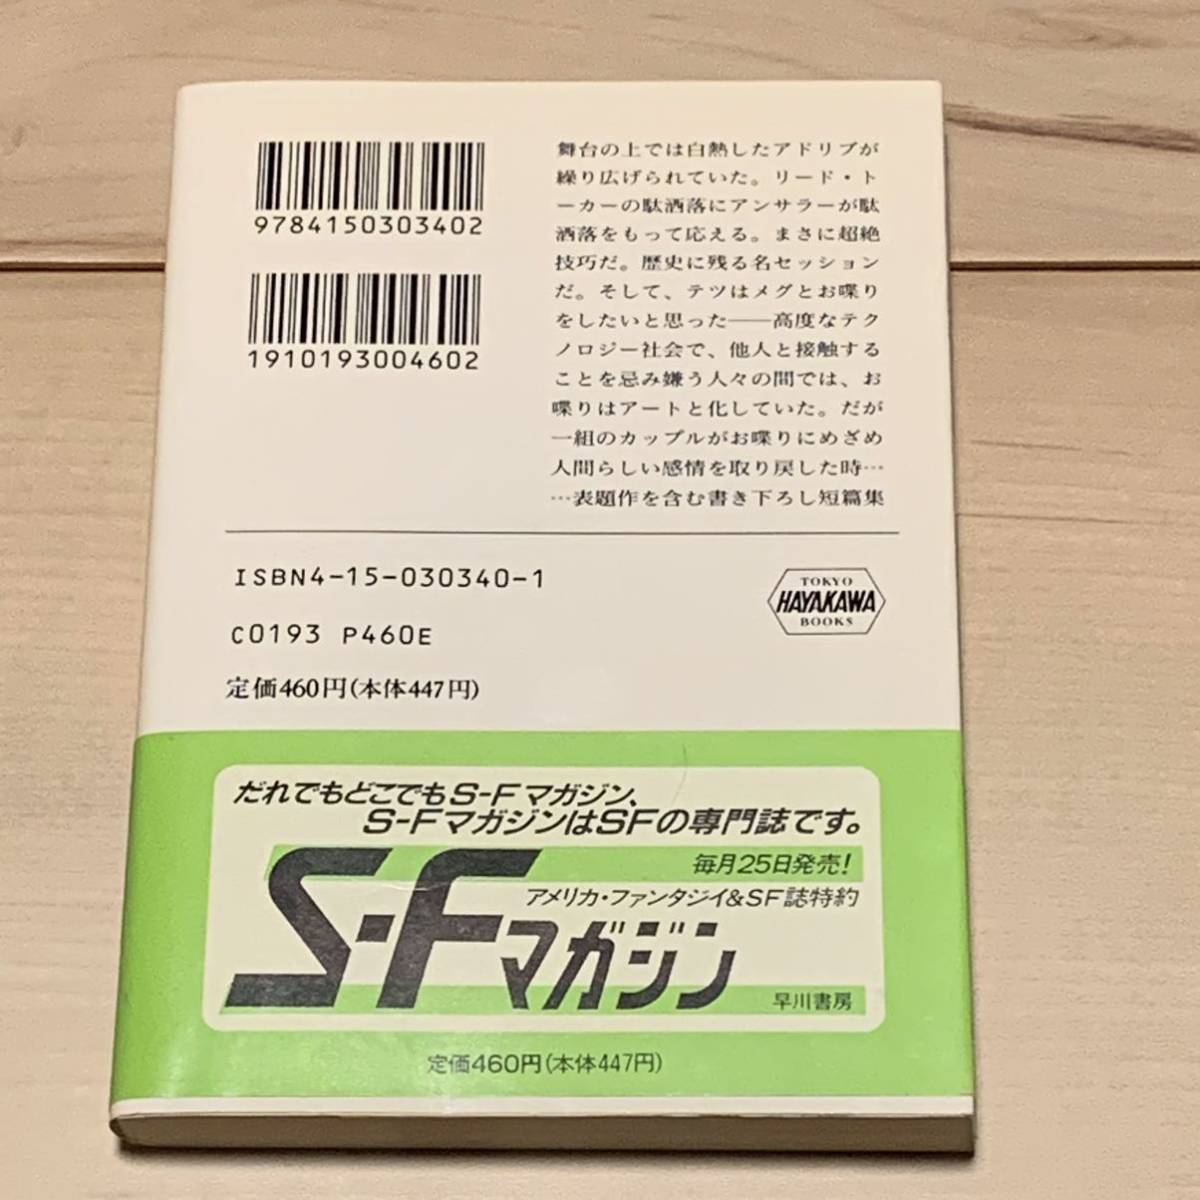 9784150303402
1910193004602
舞台の上では白熱したアドリブが
繰り広げられていた。リード・ト
ーカーの駄洒落にアンサラーが駄
洒落をもって応える。まさに超絶
技巧だ。歴史に残る名セッション
だ。そして、テツはメグとお喋り
をしたいと思った——高度なテク
ノロジー社会で、他人と接触する
ことを忌み嫌う人々の間では、お
喋りはアートと化していた。だが
一組のカップルがお喋りにめざめ
人間らしい感情を取り戻した時…
…表題作を含む書き下ろし短篇集
ISBN4-15-030340-1
C0193 P460E
定価460円(本体447円)
TOKYO
HAYAKAWA
BOOKS
だれでもどこでもS-Fマガジン、
S-FマガジンはSFの専門誌です。
毎月25日発売!
アメリカ・ファンタジイ&SF誌特約
S-Fマガジン
早川書房
定価460円(本体447円)